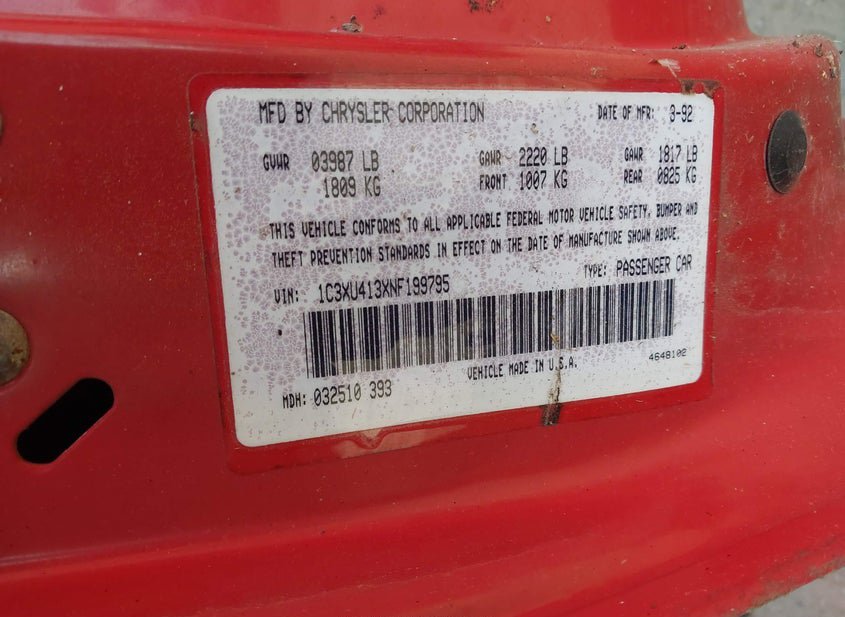 MFD BY CHRYSLER CORPORATION DATE OF MFR: 3-92
GVWR 03987 LB GAWR 2220 LB GAWR 1817 LB
1809 KG FRONT 1007 KG REAR 0825 KG
THIS VEHICLE CONFORMS TO ALL APPLICABLE FEDERAL MOTOR VEHICLE SAFETY, BUMPER AND
THEFT PREVENTION STANDARDS IN EFFECT ON THE DATE OF MANUFACTURE SHOWN ABOVE.
VIN: 1C3XU413XNF199795 TYPE: PASSENGER CAR
MDH: 032510 393 VEHICLE MADE IN U.S.A. 4648102